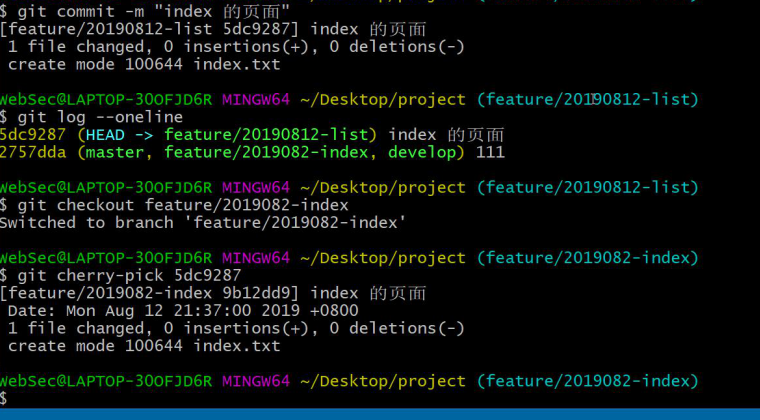 $ git commit -m "index 的页面"
[feature/20190812-list 5dc9287] index 的页面
 1 file changed, 0 insertions(+), 0 deletions(-)
 create mode 100644 index.txt
WebSec@LAPTOP-30OFJD6R MINGW64 ~/Desktop/project (feature/20190812-list)
$ git log --oneline
5dc9287 (HEAD -> feature/20190812-list) index 的页面
2757dda (master, feature/2019082-index, develop) 111
WebSec@LAPTOP-30OFJD6R MINGW64 ~/Desktop/project (feature/20190812-list)
$ git checkout feature/2019082-index
Switched to branch 'feature/2019082-index'
WebSec@LAPTOP-30OFJD6R MINGW64 ~/Desktop/project (feature/2019082-index)
$ git cherry-pick 5dc9287
[feature/2019082-index 9b12dd9] index 的页面
 Date: Mon Aug 12 21:37:00 2019 +0800
 1 file changed, 0 insertions(+), 0 deletions(-)
 create mode 100644 index.txt
WebSec@LAPTOP-30OFJD6R MINGW64 ~/Desktop/project (feature/2019082-index)
$